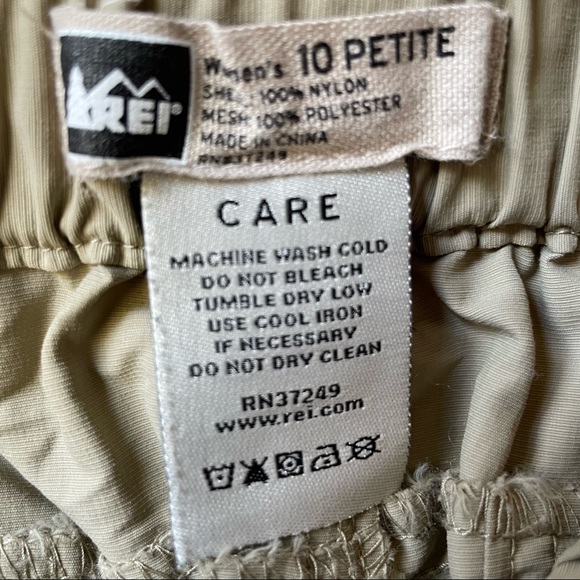 REI
Women's 10 PETITE
SHELL: 100% NYLON
MESH: 100% POLYESTER
MADE IN CHINA
RN37249
CARE
MACHINE WASH COLD
DO NOT BLEACH
TUMBLE DRY LOW
USE COOL IRON
IF NECESSARY
DO NOT DRY CLEAN
RN37249
www.rei.com